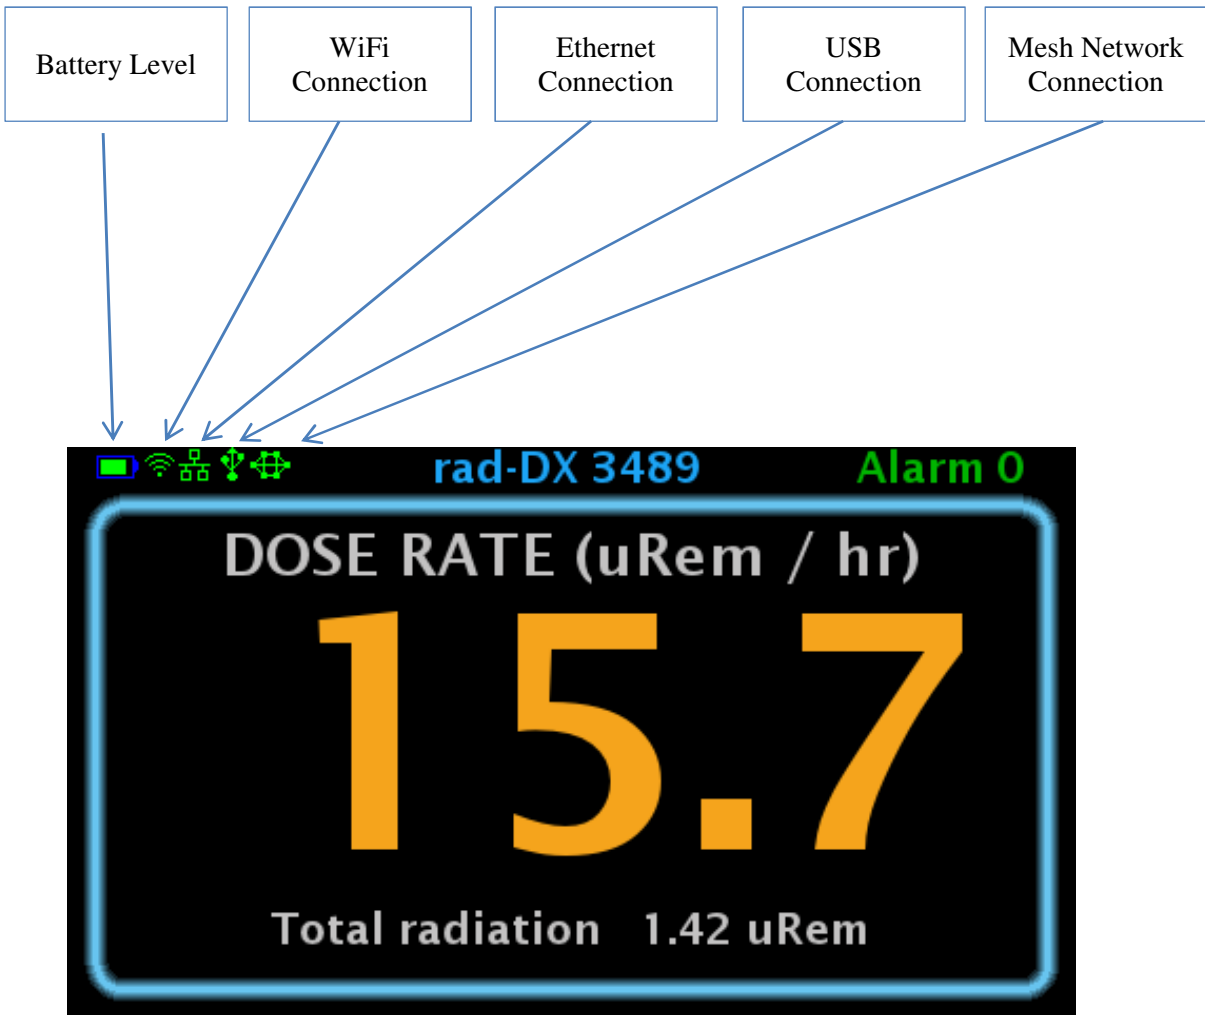 Battery Level
WiFi
Connection
Ethernet
Connection
USB
Connection
Mesh Network
Connection
rad-DX 3489
Alarm 0
DOSE RATE (uRem / hr)
15.7
Total radiation 1.42 uRem